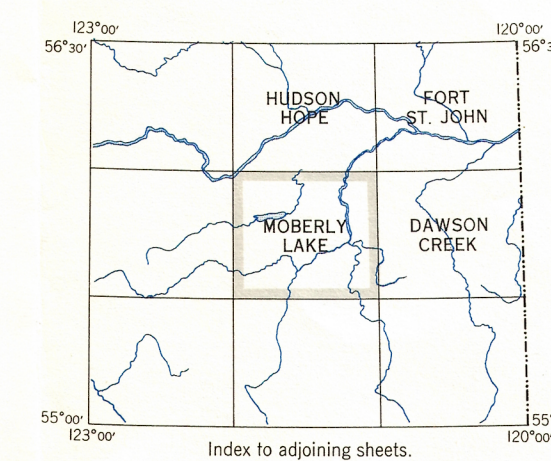 123°00'
120°00'
56°30'
56°3
HUDSON
HOPE
FORT
ST. JOHN
MOBERLY
LAKE
DAWSON
CREEK
55°00'
55°
123°00'
120°00'
Index to adjoining sheets.